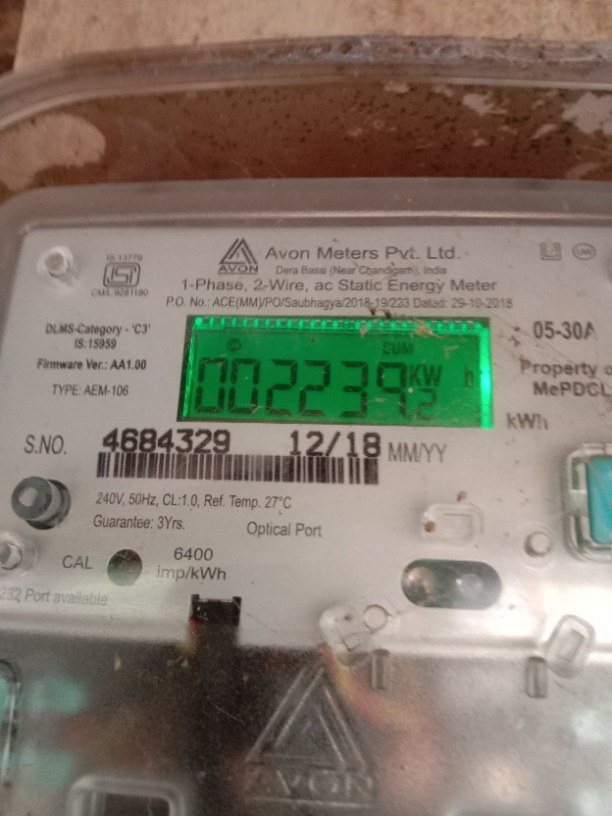 IS:13779
CM/L.9281180
AVON
Avon Meters Pvt. Ltd.
Dera Bassi (Near Chandigarh), India
1-Phase, 2-Wire, ac Static Energy Meter
P.O. No.: ACE(MM)/PO/Saubhagya/2018-19/223 Dated: 29-10-2018
DLMS-Category - 'C3'
IS:15959
Firmware Ver.: AA1.00
TYPE: AEM-106
CUM
002239.2 KW h
05-30A
Property o
MePDCL
kWh
S.NO. 4684329 12/18 MM/YY
240V, 50Hz, CL:1.0, Ref. Temp. 27°C
Guarantee: 3Yrs. Optical Port
CAL 6400
imp/kWh
232 Port available
AVON